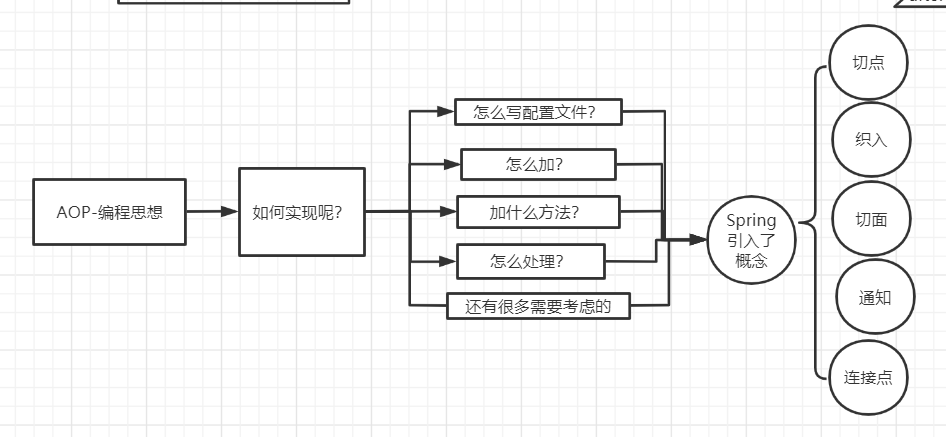 AOP-编程思想
如何实现呢？
怎么写配置文件？
怎么加？
加什么方法？
怎么处理？
还有很多需要考虑的
Spring
引入了
概念
切点
织入
切面
通知
连接点